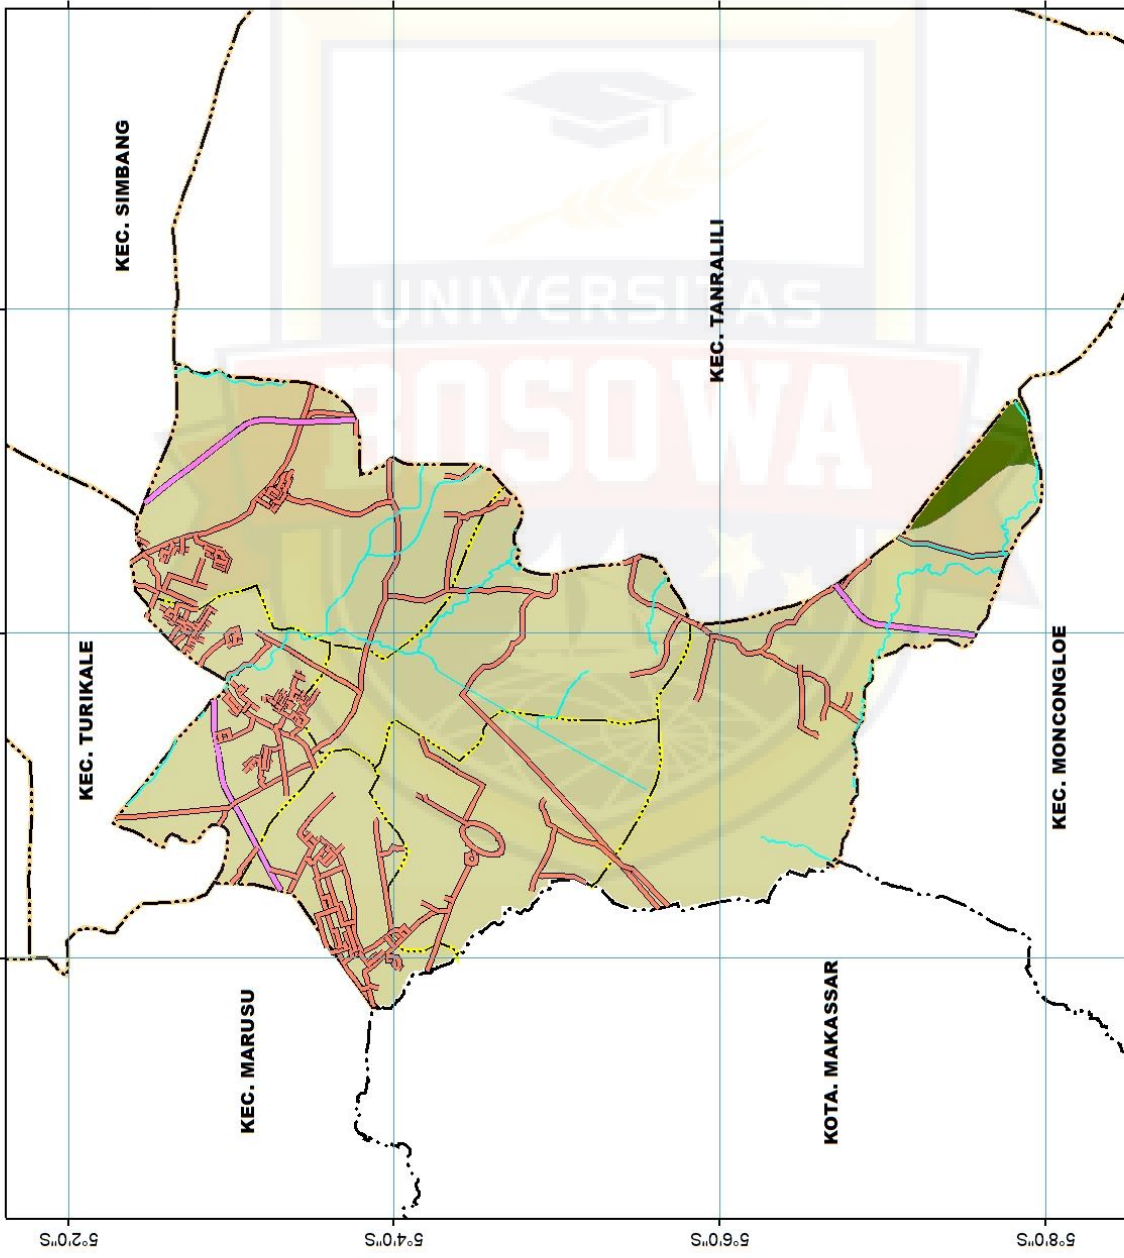 KEC. SIMBANG
KEC. TANRALILI
UNIVERSITAS
BOSOWA
KEC. TURIKALE
KEC. MONCONGLOE
KEC. MARUSU
KOTA. MAKASSAR
5°2'0"S
5°4'0"S
5°6'0"S
5°8'0"S